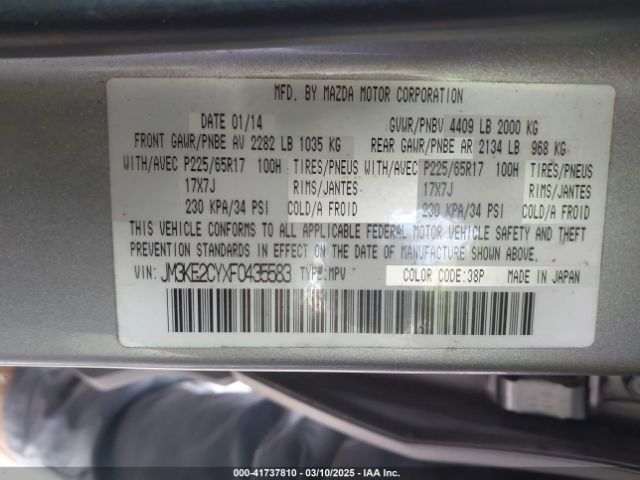 MFD. BY MAZDA MOTOR CORPORATION
DATE 01/14 GVWR/PNBV 4409 LB 2000 KG
FRONT GAWR/PNBE AV 2282 LB 1035 KG REAR GAWR/PNBE AR 2134 LB 968 KG
WITH/AVEC P225/65R17 100H TIRES/PNEUS WITH/AVEC P225/65R17 100H TIRES/PNEUS
17X7J RIMS/JANTES 17X7J RIMS/JANTES
230 KPA/34 PSI COLD/A FROID 230 KPA/34 PSI COLD/A FROID
THIS VEHICLE CONFORMS TO ALL APPLICABLE FEDERAL MOTOR VEHICLE SAFETY AND THEFT
PREVENTION STANDARDS IN EFFECT ON THE DATE OF MANUFACTURE SHOWN ABOVE.
VIN: JM3KE2CYXF0435583 TYPE: MPV COLOR CODE:38P MADE IN JAPAN
000-41737810 - 03/10/2025 - IAA Inc.